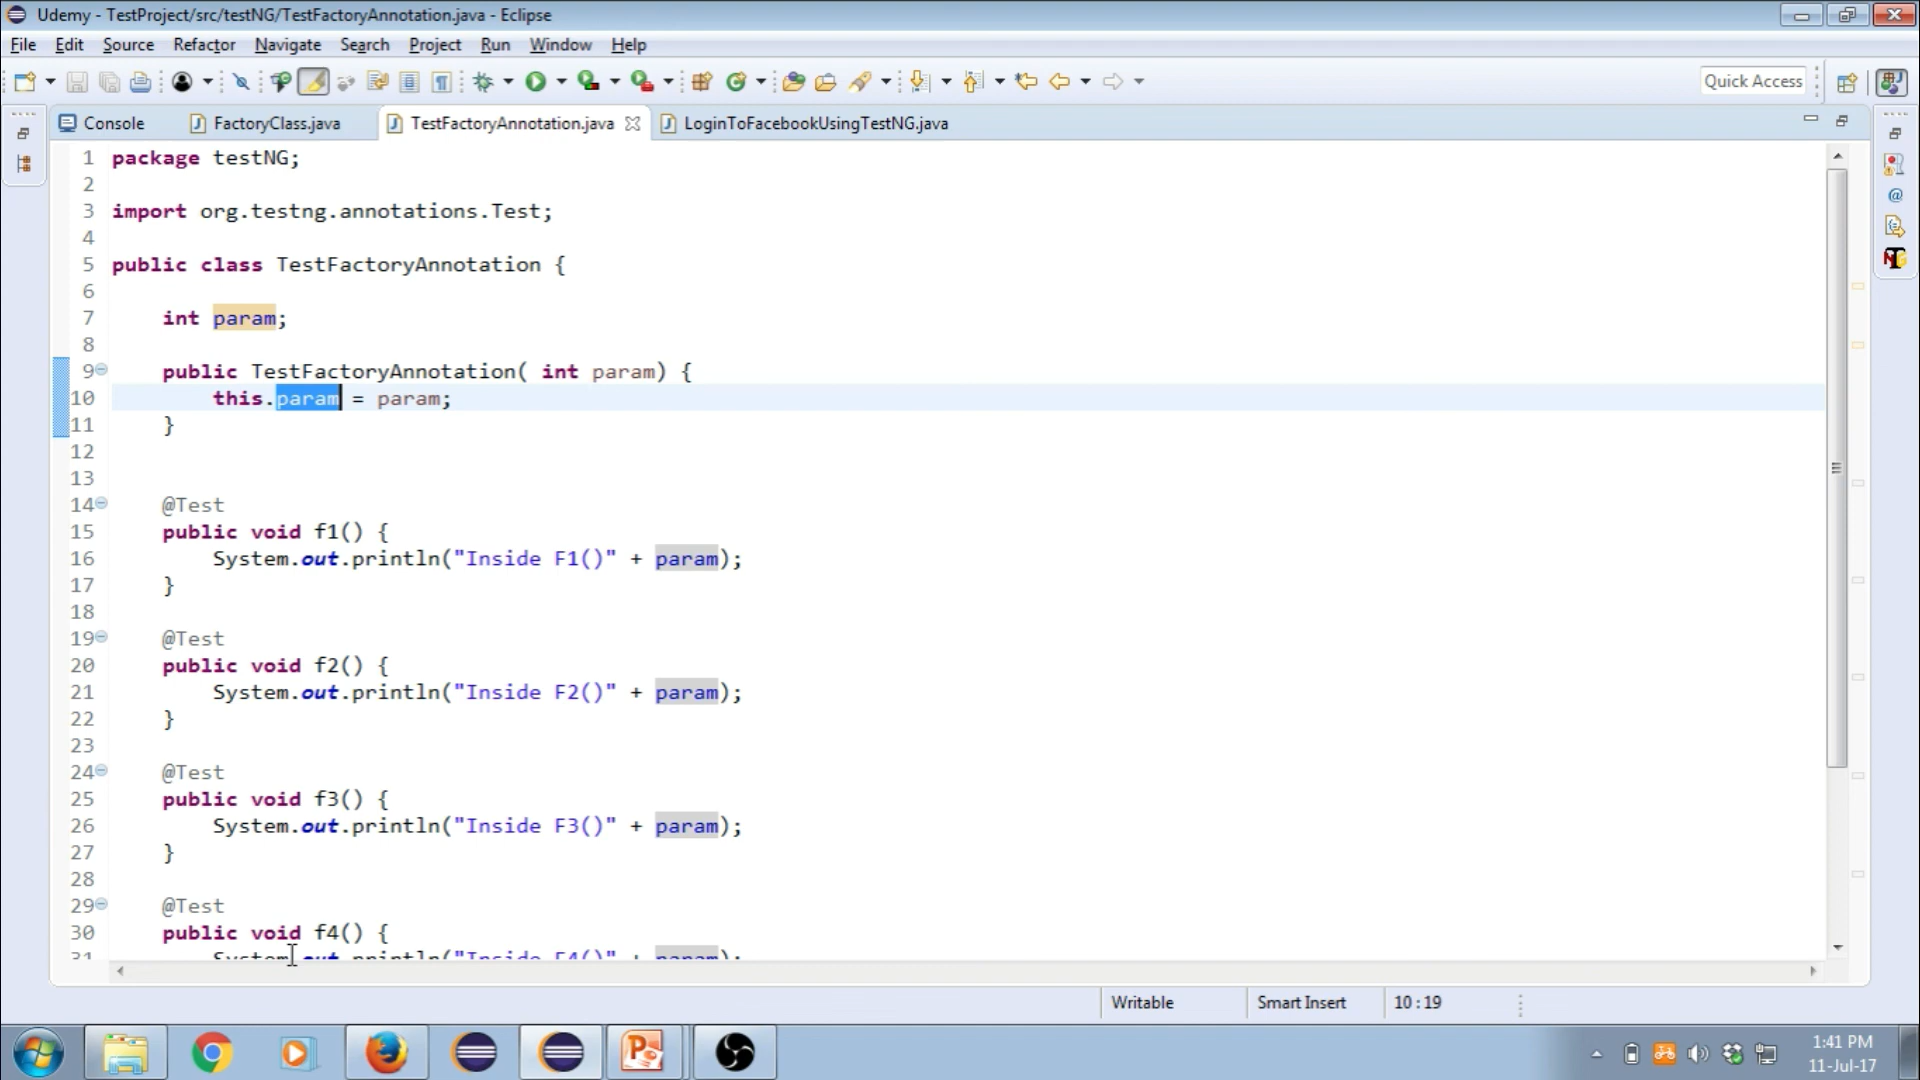 Udemy - TestProject/src/testNG/TestFactoryAnnotation.java - Eclipse
File Edit Source Refactor Navigate Search Project Run Window Help
Quick Access
Console FactoryClass.java TestFactoryAnnotation.java LoginToFacebookUsingTestNG.java
1 package testNG;
2
3 import org.testng.annotations.Test;
4
5 public class TestFactoryAnnotation {
6
7 int param;
8
9 public TestFactoryAnnotation( int param) {
10 this.param = param;
11 }
12
13
14 @Test
15 public void f1() {
16 System.out.println("Inside F1()" + param);
17 }
18
19 @Test
20 public void f2() {
21 System.out.println("Inside F2()" + param);
22 }
23
24 @Test
25 public void f3() {
26 System.out.println("Inside F3()" + param);
27 }
28
29 @Test
30 public void f4() {
31 System.out.println("Inside F4()" + param);
Writable Smart Insert 10 : 19
1:41 PM
11-Jul-17